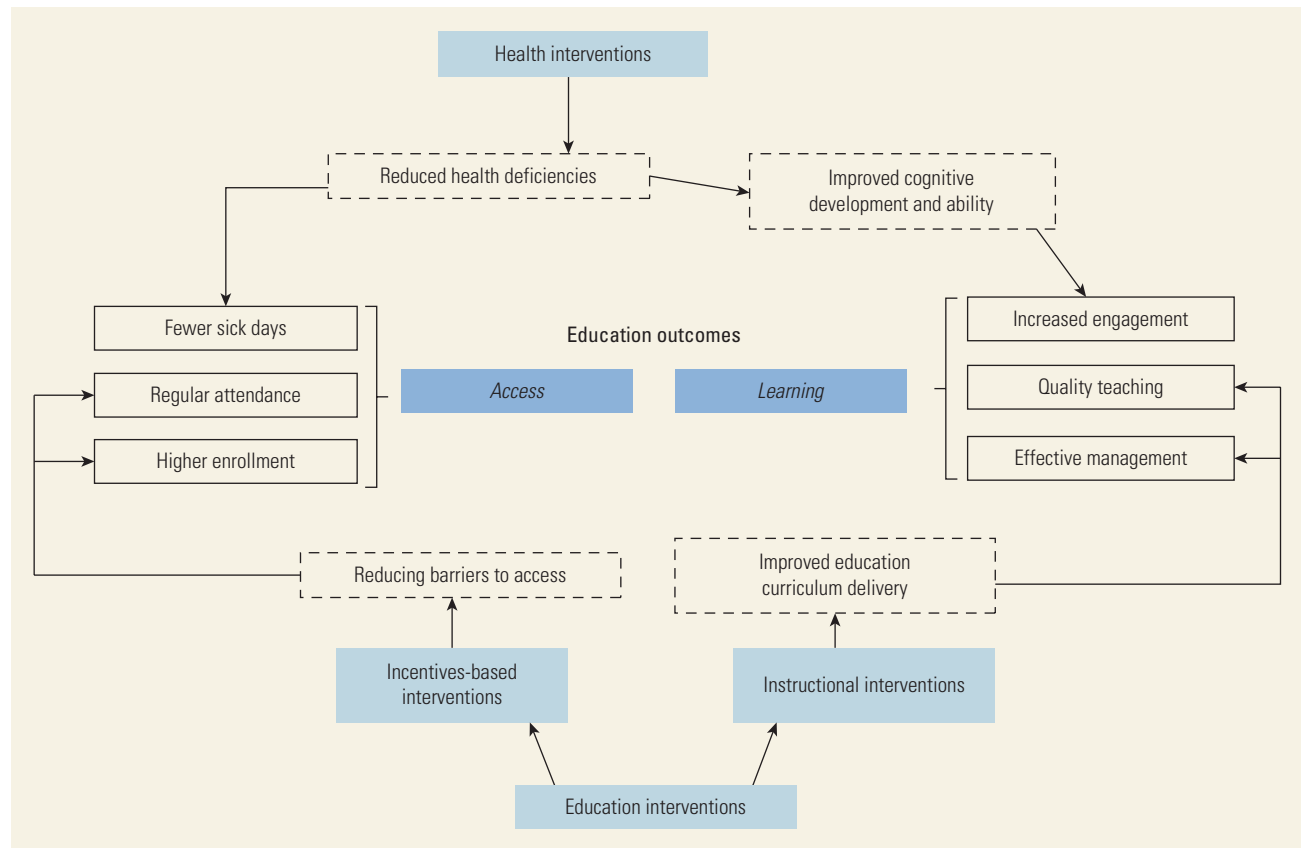 Health interventions
Reduced health deficiencies
Improved cognitive
development and ability
Fewer sick days
Regular attendance
Higher enrollment
Education outcomes
Access
Learning
Increased engagement
Quality teaching
Effective management
Reducing barriers to access
Improved education
curriculum delivery
Incentives-based
interventions
Instructional interventions
Education interventions